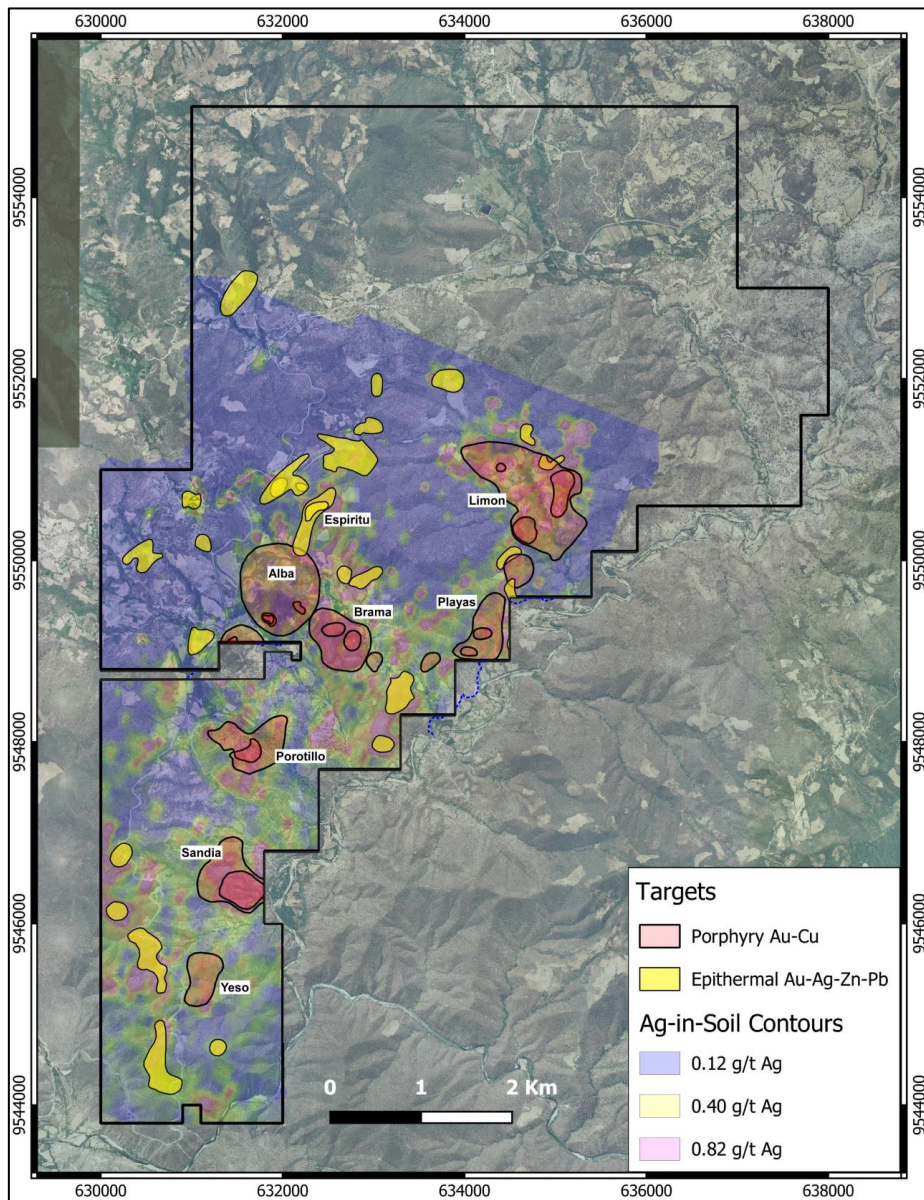 630000 632000 634000 636000 638000
9554000 9554000
9552000 9552000
Limon
Espiritu
9550000 9550000
Alba
Brama
Playas
9548000 9548000
Porotillo
Sandia
9546000 9546000
Yeso
9544000 9544000
0 1 2 Km
Targets
Porphyry Au-Cu
Epithermal Au-Ag-Zn-Pb
Ag-in-Soil Contours
0.12 g/t Ag
0.40 g/t Ag
0.82 g/t Ag
630000 632000 634000 636000 638000